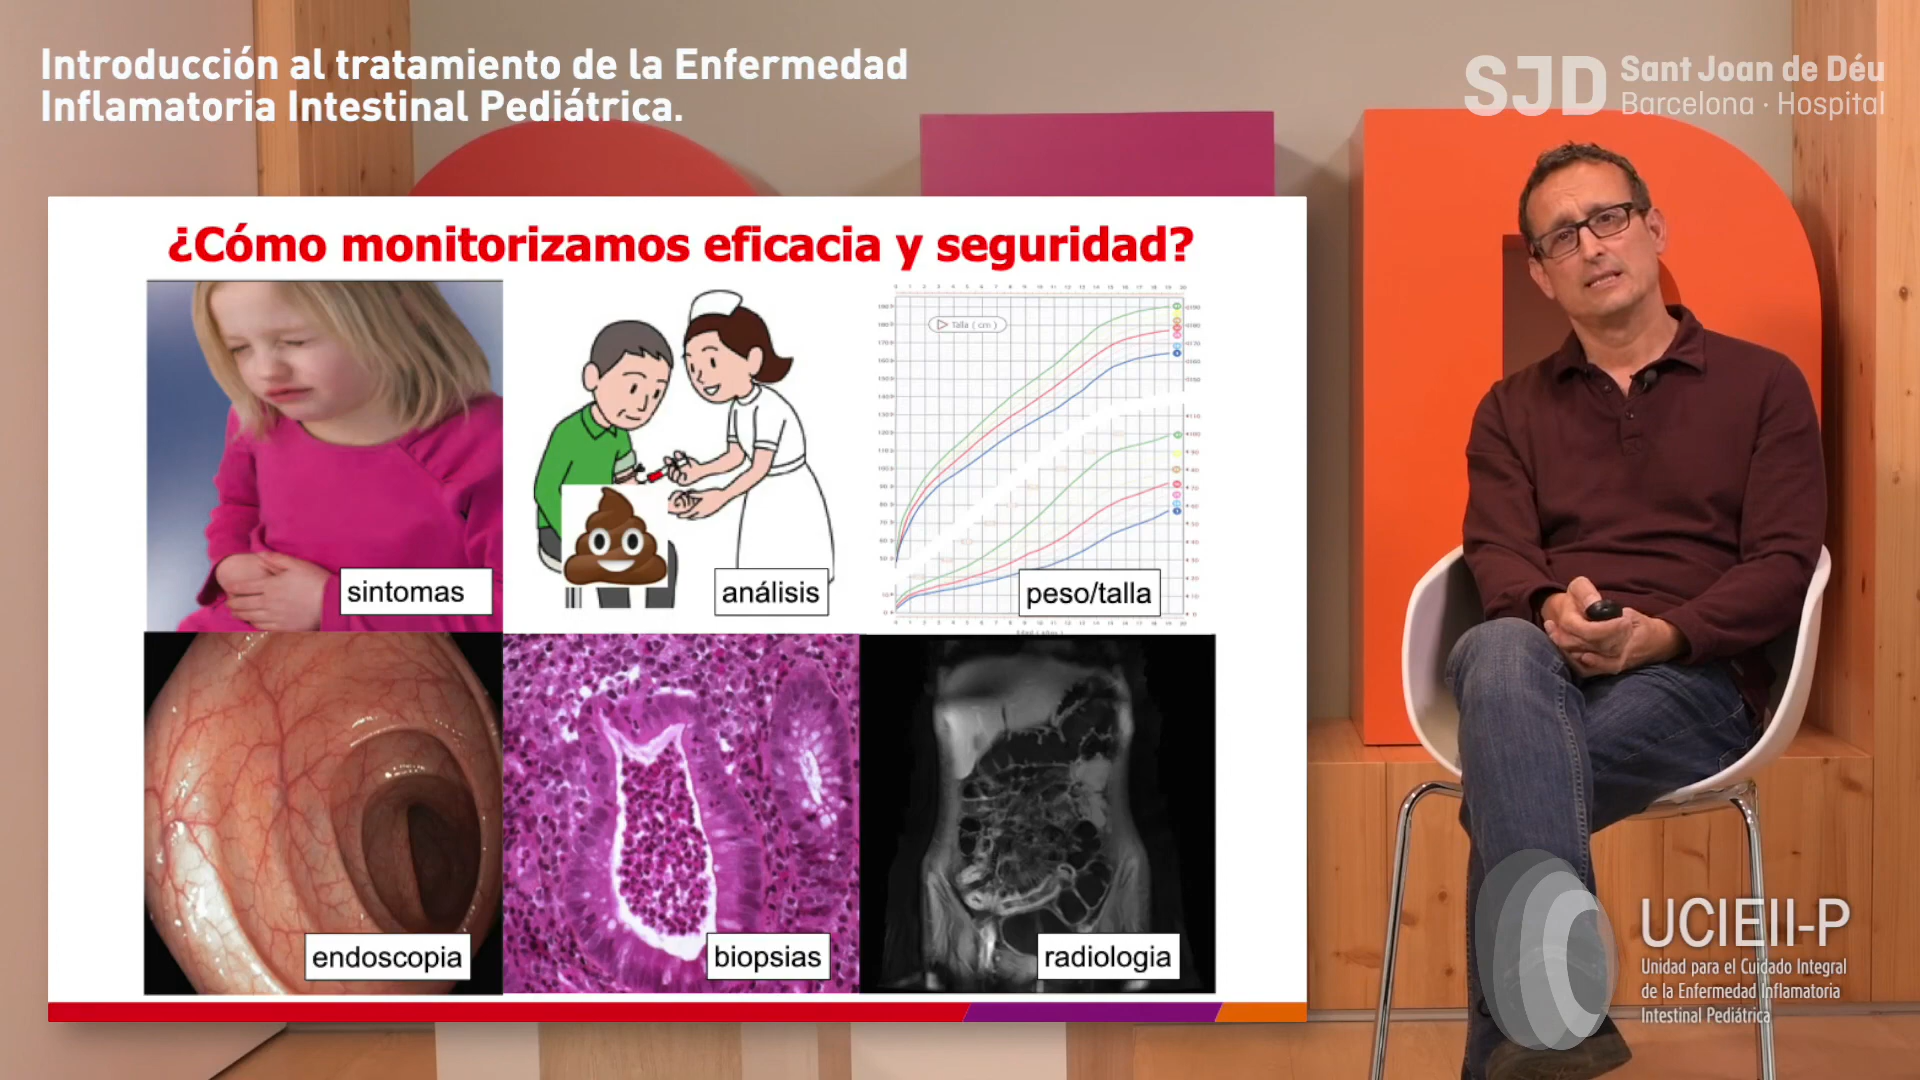 Introducción al tratamiento de la Enfermedad
Inflamatoria Intestinal Pediátrica.
SJD Sant Joan de Déu
Barcelona · Hospital
¿Cómo monitorizamos eficacia y seguridad?
Talla ( cm )
sintomas
análisis
peso/talla
endoscopia
biopsias
radiologia
UCIEII-P
Unidad para el Cuidado Integral
de la Enfermedad Inflamatoria
Intestinal Pediátrica